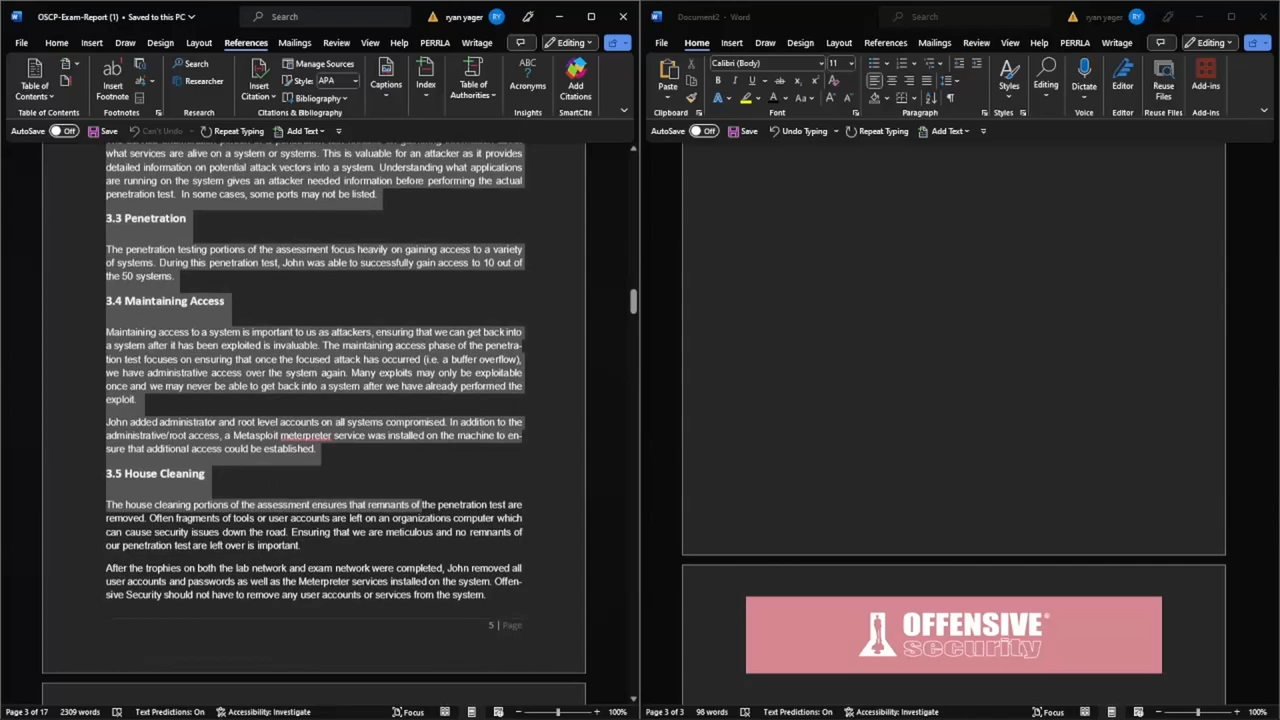 OSCP-Exam-Report (1) • Saved to this PC
Search
ryan yager
RY
File Home Insert Draw Design Layout References Mailings Review View Help PERRLA Writage
Editing
Table of
Contents
Insert
Footnote
Search
Researcher
Insert
Citation
Manage Sources
Style: APA
Bibliography
Captions
Index
Table of
Authorities
Acronyms
Add
Citations
Table of Contents
Footnotes
Research
Citations & Bibliography
Insights
SmartCite
AutoSave Off Save Can't Undo Repeat Typing Add Text
what services are alive on a system or systems. This is valuable for an attacker as it provides
detailed information on potential attack vectors into a system. Understanding what applications
are running on the system gives an attacker needed information before performing the actual
penetration test. In some cases, some ports may not be listed.
3.3 Penetration
The penetration testing portions of the assessment focus heavily on gaining access to a variety
of systems. During this penetration test, John was able to successfully gain access to 10 out of
the 50 systems.
3.4 Maintaining Access
Maintaining access to a system is important to us as attackers, ensuring that we can get back into
a system after it has been exploited is invaluable. The maintaining access phase of the penetra-
tion test focuses on ensuring that once the focused attack has occurred (i.e. a buffer overflow),
we have administrative access over the system again. Many exploits may only be exploitable
once and we may never be able to get back into a system after we have already performed the
exploit.
John added administrator and root level accounts on all systems compromised. In addition to the
administrative/root access, a Metasploit meterpreter service was installed on the machine to en-
sure that additional access could be established.
3.5 House Cleaning
The house cleaning portions of the assessment ensures that remnants of the penetration test are
removed. Often fragments of tools or user accounts are left on an organizations computer which
can cause security issues down the road. Ensuring that we are meticulous and no remnants of
our penetration test are left over is important.
After the trophies on both the lab network and exam network were completed, John removed all
user accounts and passwords as well as the Meterpreter services installed on the system. Offen-
sive Security should not have to remove any user accounts or services from the system.
5 | Page
Page 3 of 17 2309 words Text Predictions: On Accessibility: Investigate Focus 100%
Document2 - Word
Search
ryan yager
RY
File Home Insert Draw Design Layout References Mailings Review View Help PERRLA Writage
Editing
Paste
Calibri (Body) 11
Styles
Editing
Dictate
Editor
Reuse
Files
Add-ins
Clipboard
Font
Paragraph
Styles
Voice
Editor
Reuse Files
Add-ins
AutoSave Off Save Undo Typing Repeat Typing Add Text
OFFENSIVE
security
Page 3 of 3 98 words Text Predictions: On Accessibility: Investigate Focus 100%